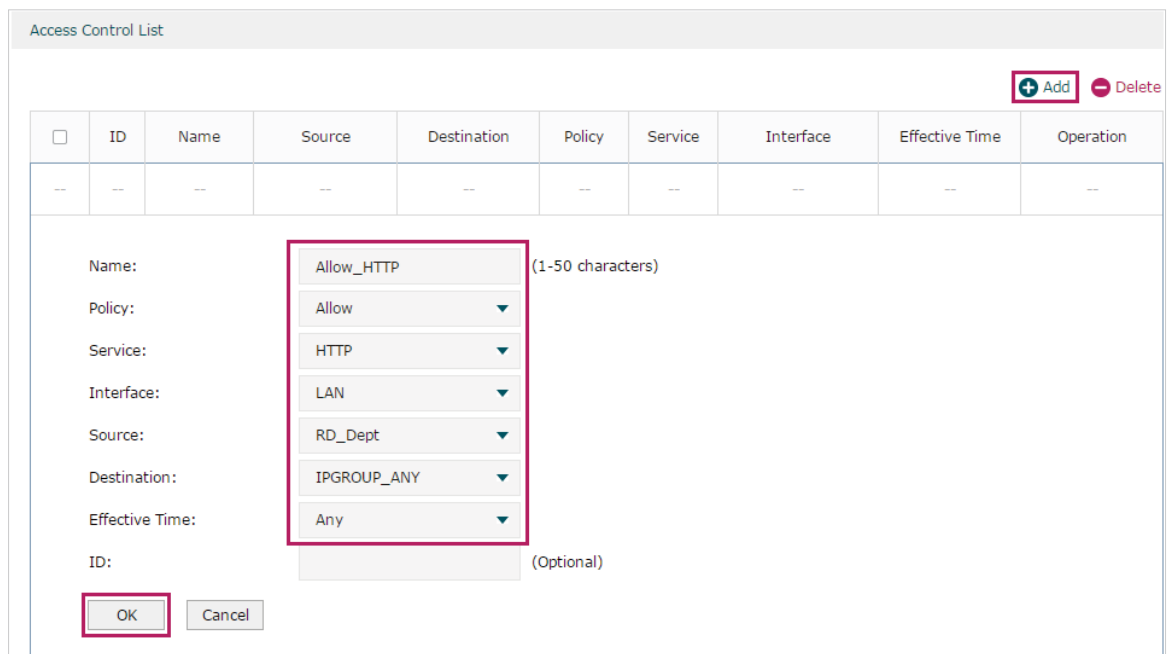 Access Control List
Add Delete
ID Name Source Destination Policy Service Interface Effective Time Operation
-- -- -- -- -- -- -- -- -- --
Name: Allow_HTTP (1-50 characters)
Policy: Allow
Service: HTTP
Interface: LAN
Source: RD_Dept
Destination: IPGROUP_ANY
Effective Time: Any
ID: (Optional)
OK Cancel